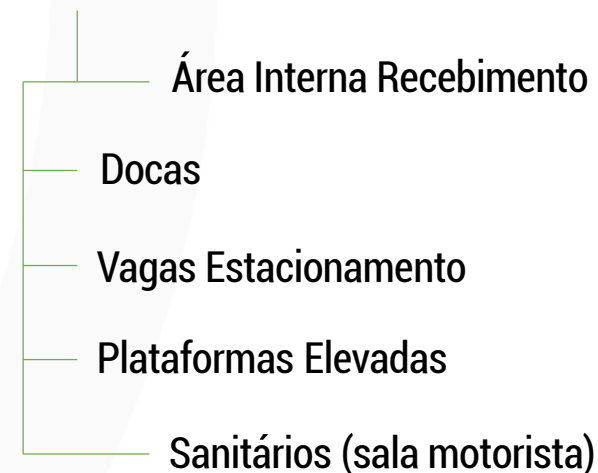 Área Interna Recebimento
Docas
Vagas Estacionamento
Plataformas Elevadas
Sanitários (sala motorista)